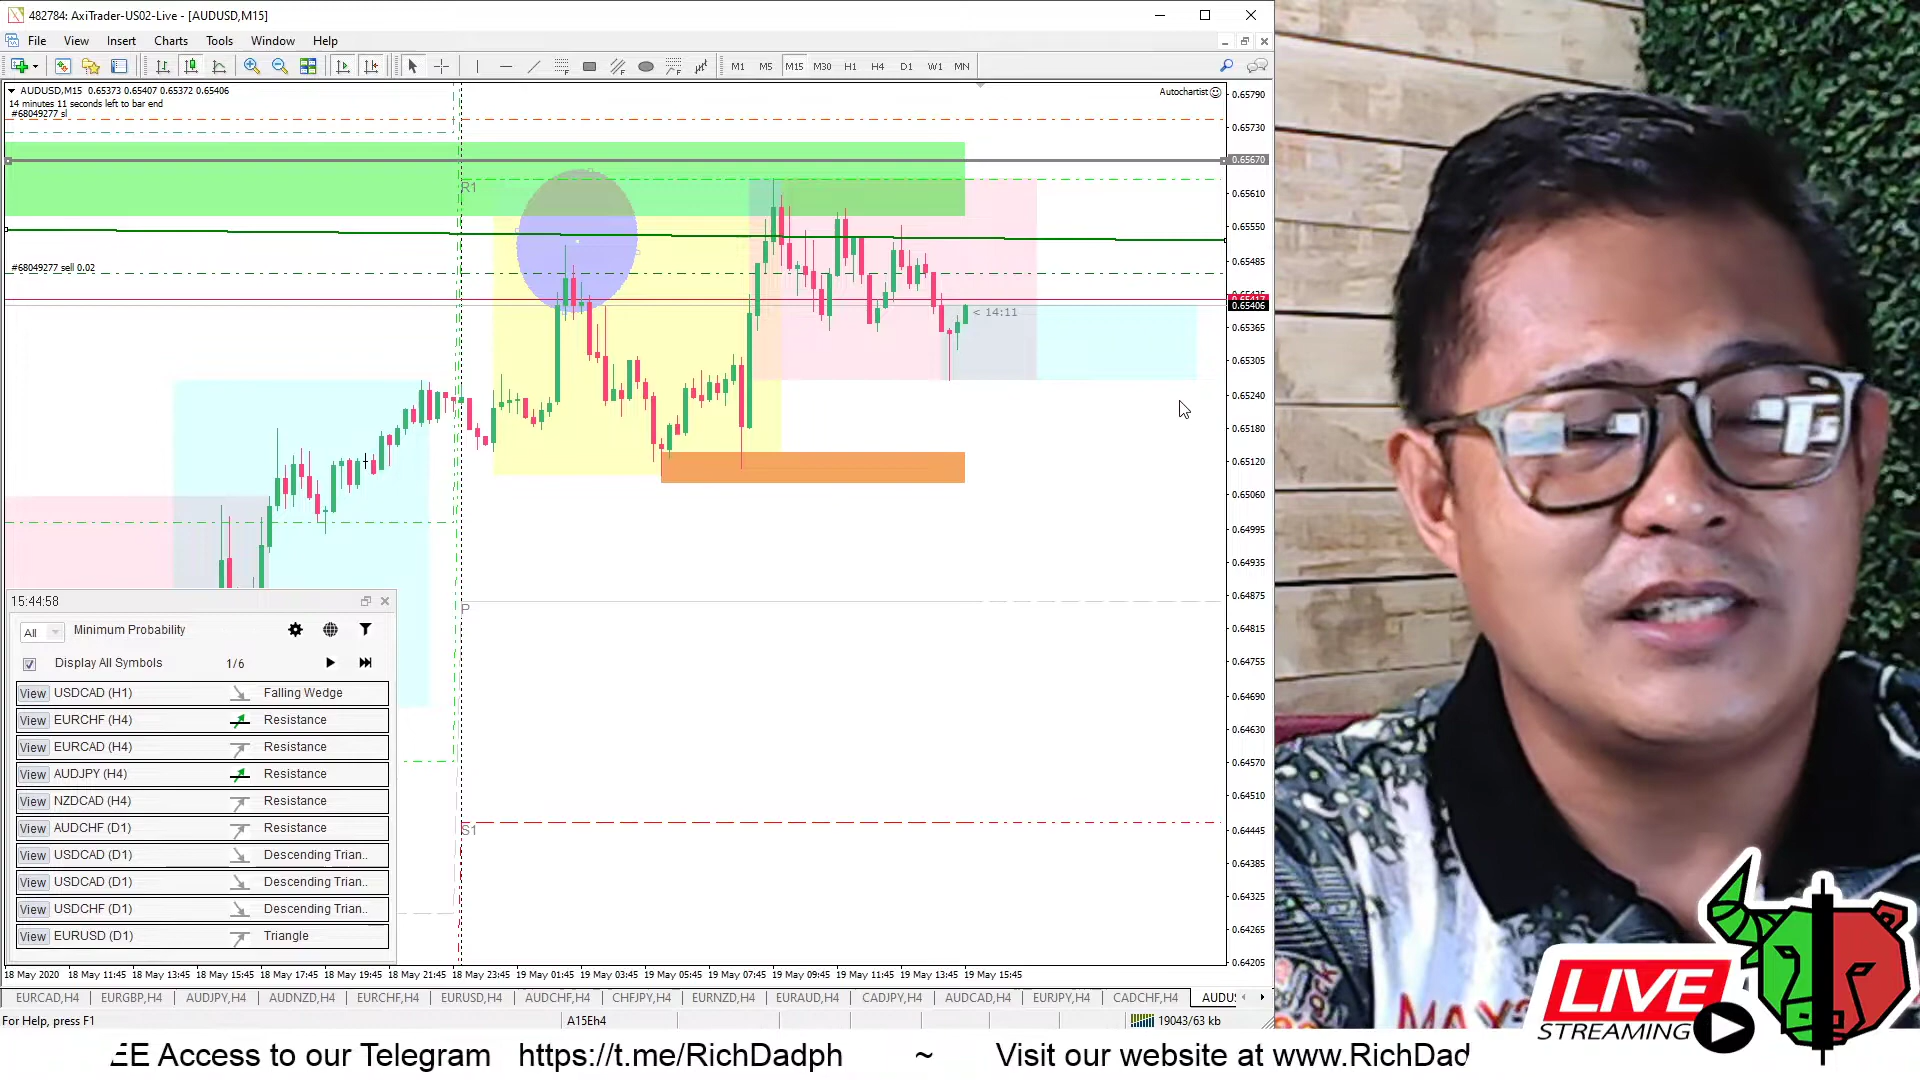 482784: AxiTrader-US02-Live - [AUDUSD,M15]
File View Insert Charts Tools Window Help
M1 M5 M15 M30 H1 H4 D1 W1 MN
AUDUSD,M15 0.65373 0.65407 0.65372 0.65406
14 minutes 11 seconds left to bar end
#68049277 sl
Autochartist
R1
#68049277 sell 0.02
< 14:11
P
S1
0.65790
0.65730
0.65670
0.65610
0.65550
0.65485
0.65406
0.65365
0.65305
0.65240
0.65180
0.65120
0.65060
0.64995
0.64935
0.64875
0.64815
0.64755
0.64690
0.64630
0.64570
0.64510
0.64445
0.64385
0.64325
0.64265
0.64205
15:44:58
All Minimum Probability
Display All Symbols 1/6
View USDCAD (H1) Falling Wedge
View EURCHF (H4) Resistance
View EURCAD (H4) Resistance
View AUDJPY (H4) Resistance
View NZDCAD (H4) Resistance
View AUDCHF (D1) Resistance
View USDCAD (D1) Descending Trian..
View USDCAD (D1) Descending Trian..
View USDCHF (D1) Descending Trian..
View EURUSD (D1) Triangle
18 May 2020 18 May 11:45 18 May 13:45 18 May 15:45 18 May 17:45 18 May 19:45 18 May 21:45 18 May 23:45 19 May 01:45 19 May 03:45 19 May 05:45 19 May 07:45 19 May 09:45 19 May 11:45 19 May 13:45 19 May 15:45
EURCAD,H4 EURGBP,H4 AUDJPY,H4 AUDNZD,H4 EURCHF,H4 EURUSD,H4 AUDCHF,H4 CHFJPY,H4 EURNZD,H4 EURAUD,H4 CADJPY,H4 AUDCAD,H4 EURJPY,H4 CADCHF,H4 AUDUS
For Help, press F1 A15Eh4 19043/63 kb
LIVE
STREAMING
EE Access to our Telegram https://t.me/RichDadph ~ Visit our website at www.RichDad